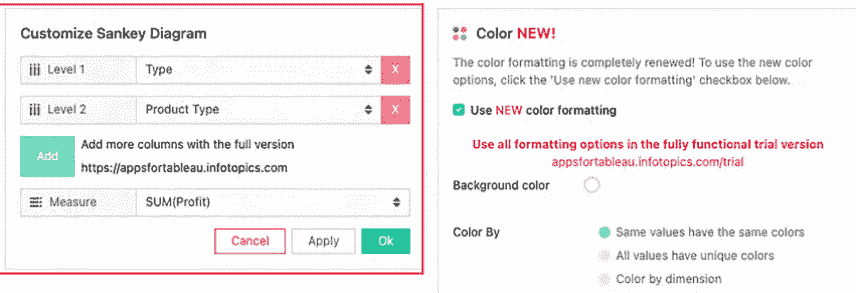 Customize Sankey Diagram
Level 1 Type X
Level 2 Product Type X
Add
Add more columns with the full version
https://appsfortableau.infotopics.com
Measure SUM(Profit)
Cancel Apply Ok
Color NEW!
The color formatting is completely renewed! To use the new color
options, click the 'Use new color formatting' checkbox below.
Use NEW color formatting
Use all formatting options in the fully functional trial version
appsfortableau.infotopics.com/trial
Background color
Color By
Same values have the same colors
All values have unique colors
Color by dimension